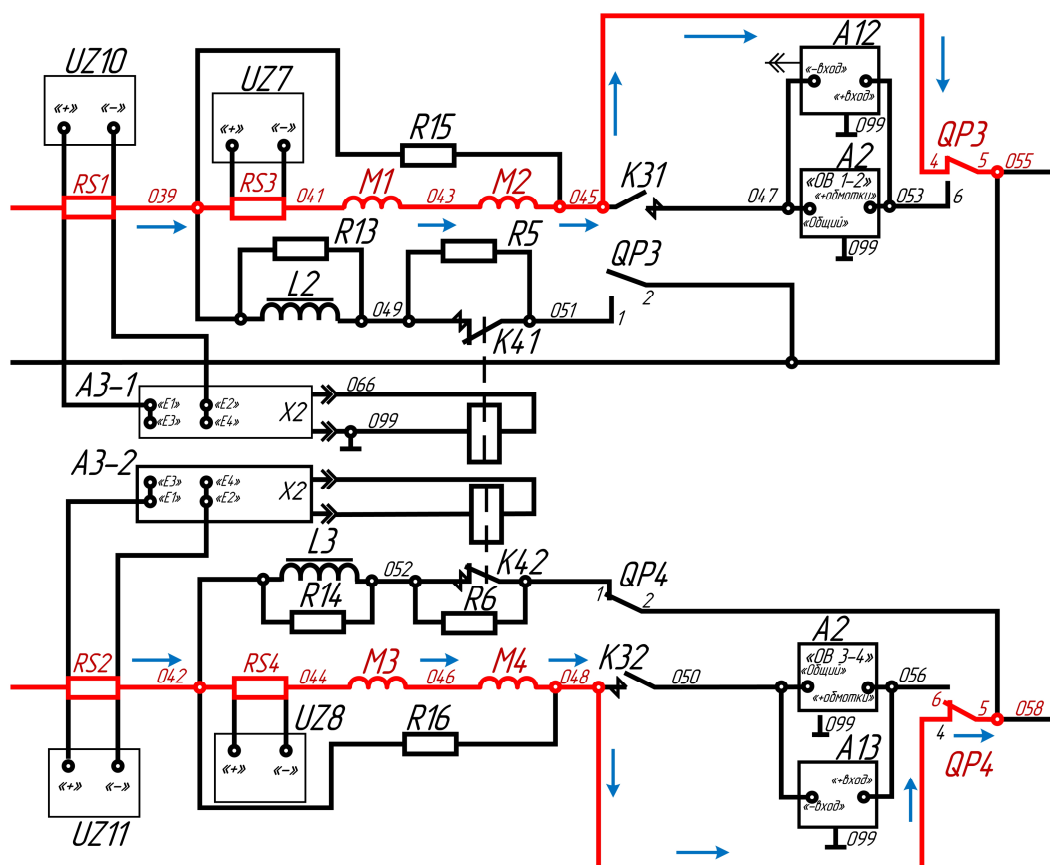 A12
«-вход»
«+вход»
099
UZ10
«+»
«-»
UZ7
«+»
«-»
R15
QP3
4
5
055
6
RS1
039
RS3
041
M1
043
M2
045
K31
047
A2
«ОВ 1-2»
«+обмотки»
«Общий»
053
099
R13
L2
049
R5
K41
051
QP3
1
2
A3-1
«E1»
«E2»
«E3»
«E4»
X2
066
099
A3-2
«E3»
«E4»
«E1»
«E2»
X2
L3
R14
052
K42
R6
QP4
1
2
RS2
042
RS4
044
M3
046
M4
048
K32
050
A2
«ОВ 3-4»
«Общий»
«+обмотки»
056
099
6
5
4
058
QP4
UZ8
«+»
«-»
R16
A13
«+вход»
«-вход»
099
«+»
«-»
UZ11